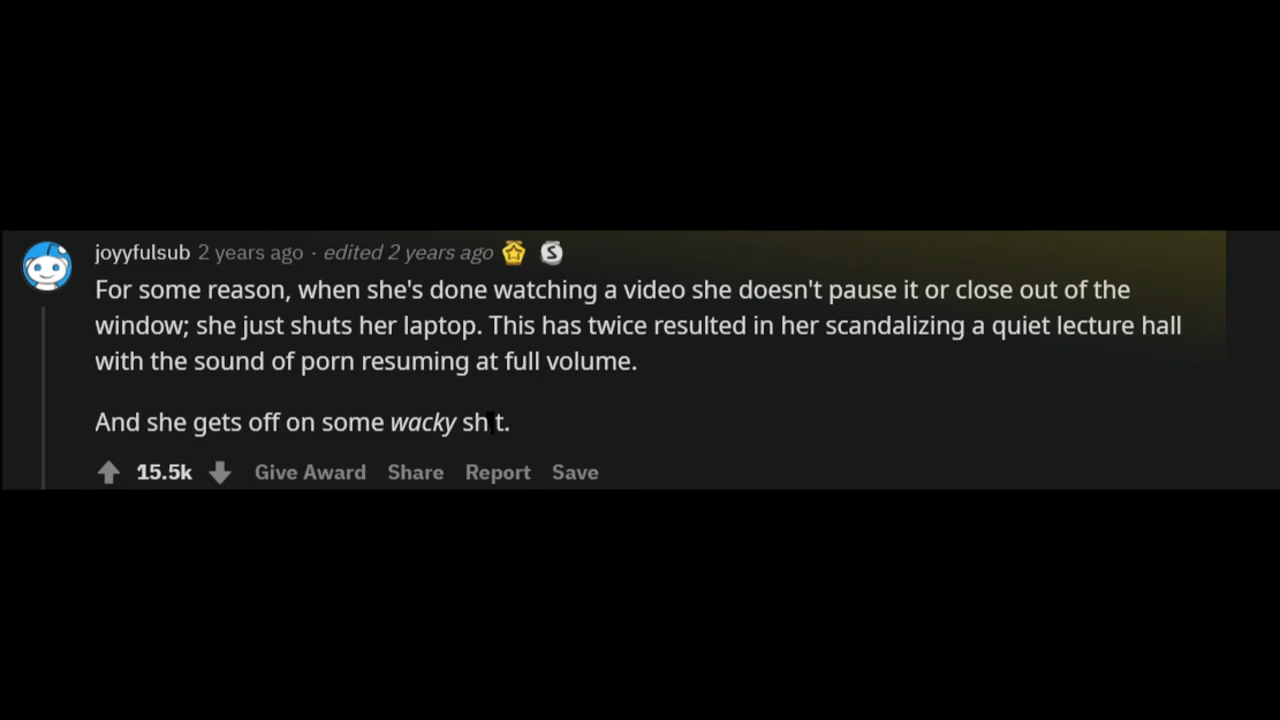 joyyfulsub 2 years ago · edited 2 years ago S
For some reason, when she's done watching a video she doesn't pause it or close out of the
window; she just shuts her laptop. This has twice resulted in her scandalizing a quiet lecture hall
with the sound of porn resuming at full volume.
And she gets off on some wacky sh t.
15.5k Give Award Share Report Save